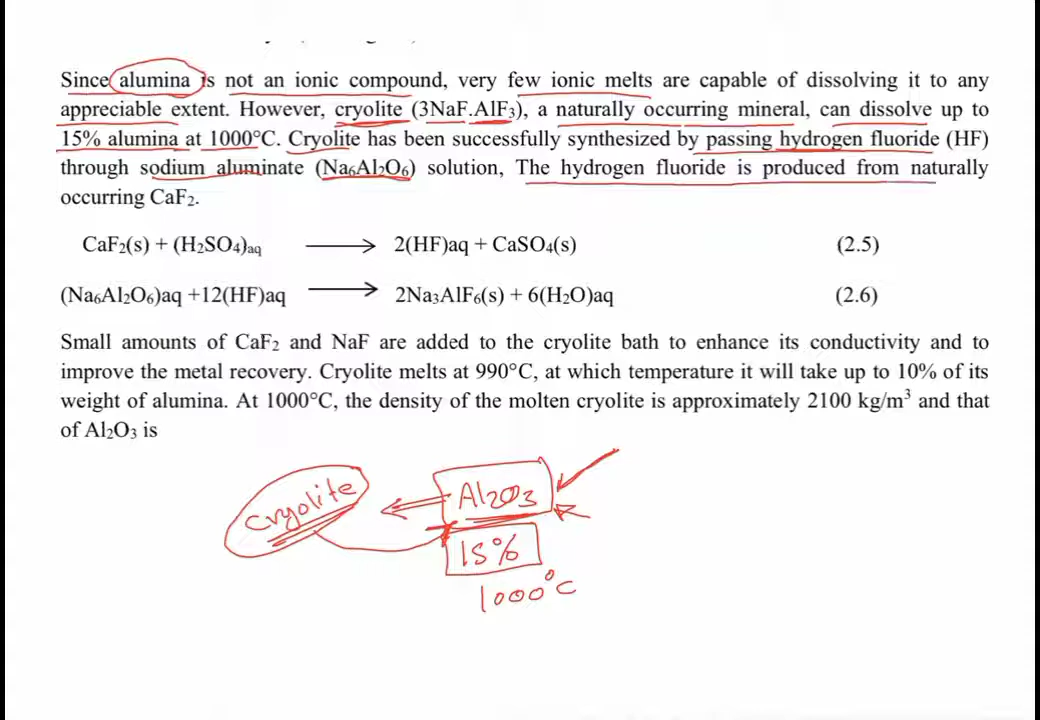 Since alumina is not an ionic compound, very few ionic melts are capable of dissolving it to any
appreciable extent. However, cryolite (3NaF.AlF₃), a naturally occurring mineral, can dissolve up to
15% alumina at 1000°C. Cryolite has been successfully synthesized by passing hydrogen fluoride (HF)
through sodium aluminate (Na₆Al₂O₆) solution, The hydrogen fluoride is produced from naturally
occurring CaF₂.
CaF₂(s) + (H₂SO₄)aq ⟶ 2(HF)aq + CaSO₄(s) (2.5)
(Na₆Al₂O₆)aq +12(HF)aq ⟶ 2Na₃AlF₆(s) + 6(H₂O)aq (2.6)
Small amounts of CaF₂ and NaF are added to the cryolite bath to enhance its conductivity and to
improve the metal recovery. Cryolite melts at 990°C, at which temperature it will take up to 10% of its
weight of alumina. At 1000°C, the density of the molten cryolite is approximately 2100 kg/m³ and that
of Al₂O₃ is
Cryolite Al₂O₃
15%
1000°C